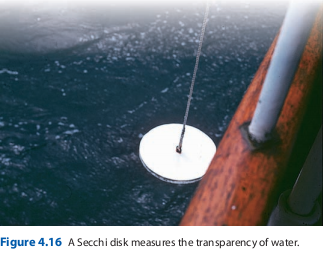 Figure 4.16 A Secchi disk measures the transparency of water.